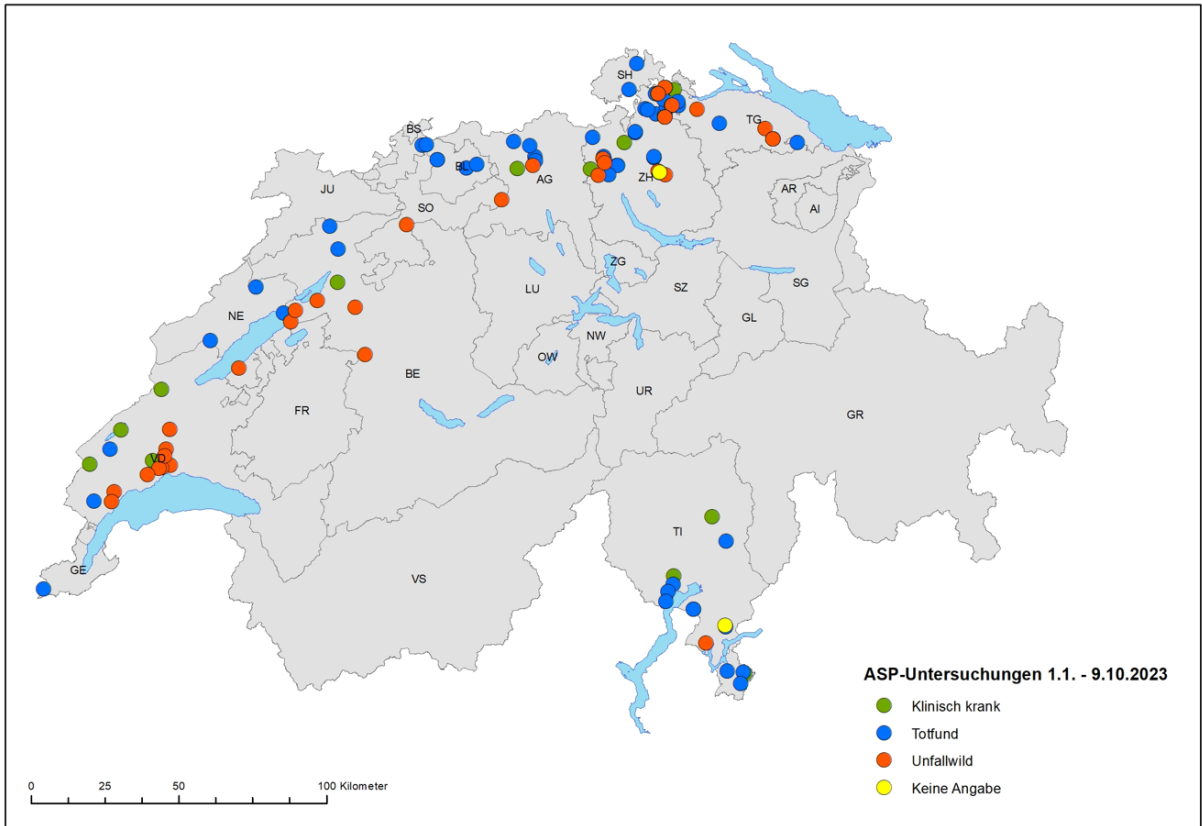 SH
BS
TG
BL
AG
ZH
JU
AR
AI
SO
ZG
LU
SZ
SG
NE
GL
NW
OW
BE
UR
FR
GR
VD
TI
GE
VS
ASP-Untersuchungen 1.1. - 9.10.2023
Klinisch krank
Totfund
Unfallwild
Keine Angabe
0 25 50 100 Kilometer